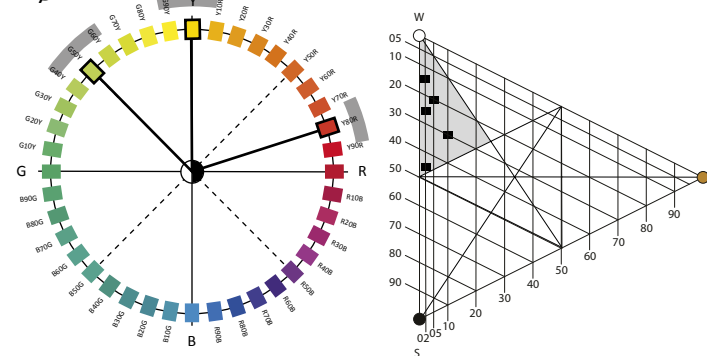 G90Y
Y10R
Y20R
Y30R
Y40R
Y50R
Y60R
Y70R
Y80R
Y90R
R
R10B
R20B
R30B
R40B
R50B
R60B
R70B
R80B
R90B
B
B10G
B20G
B30G
B40G
B50G
B60G
B70G
B80G
B90G
G
G10Y
G20Y
G30Y
G40Y
G50Y
G60Y
G70Y
G80Y
W
05
10
20
30
40
50
60
70
80
90
S
02
05
10
20
30
40
50
60
70
80
90